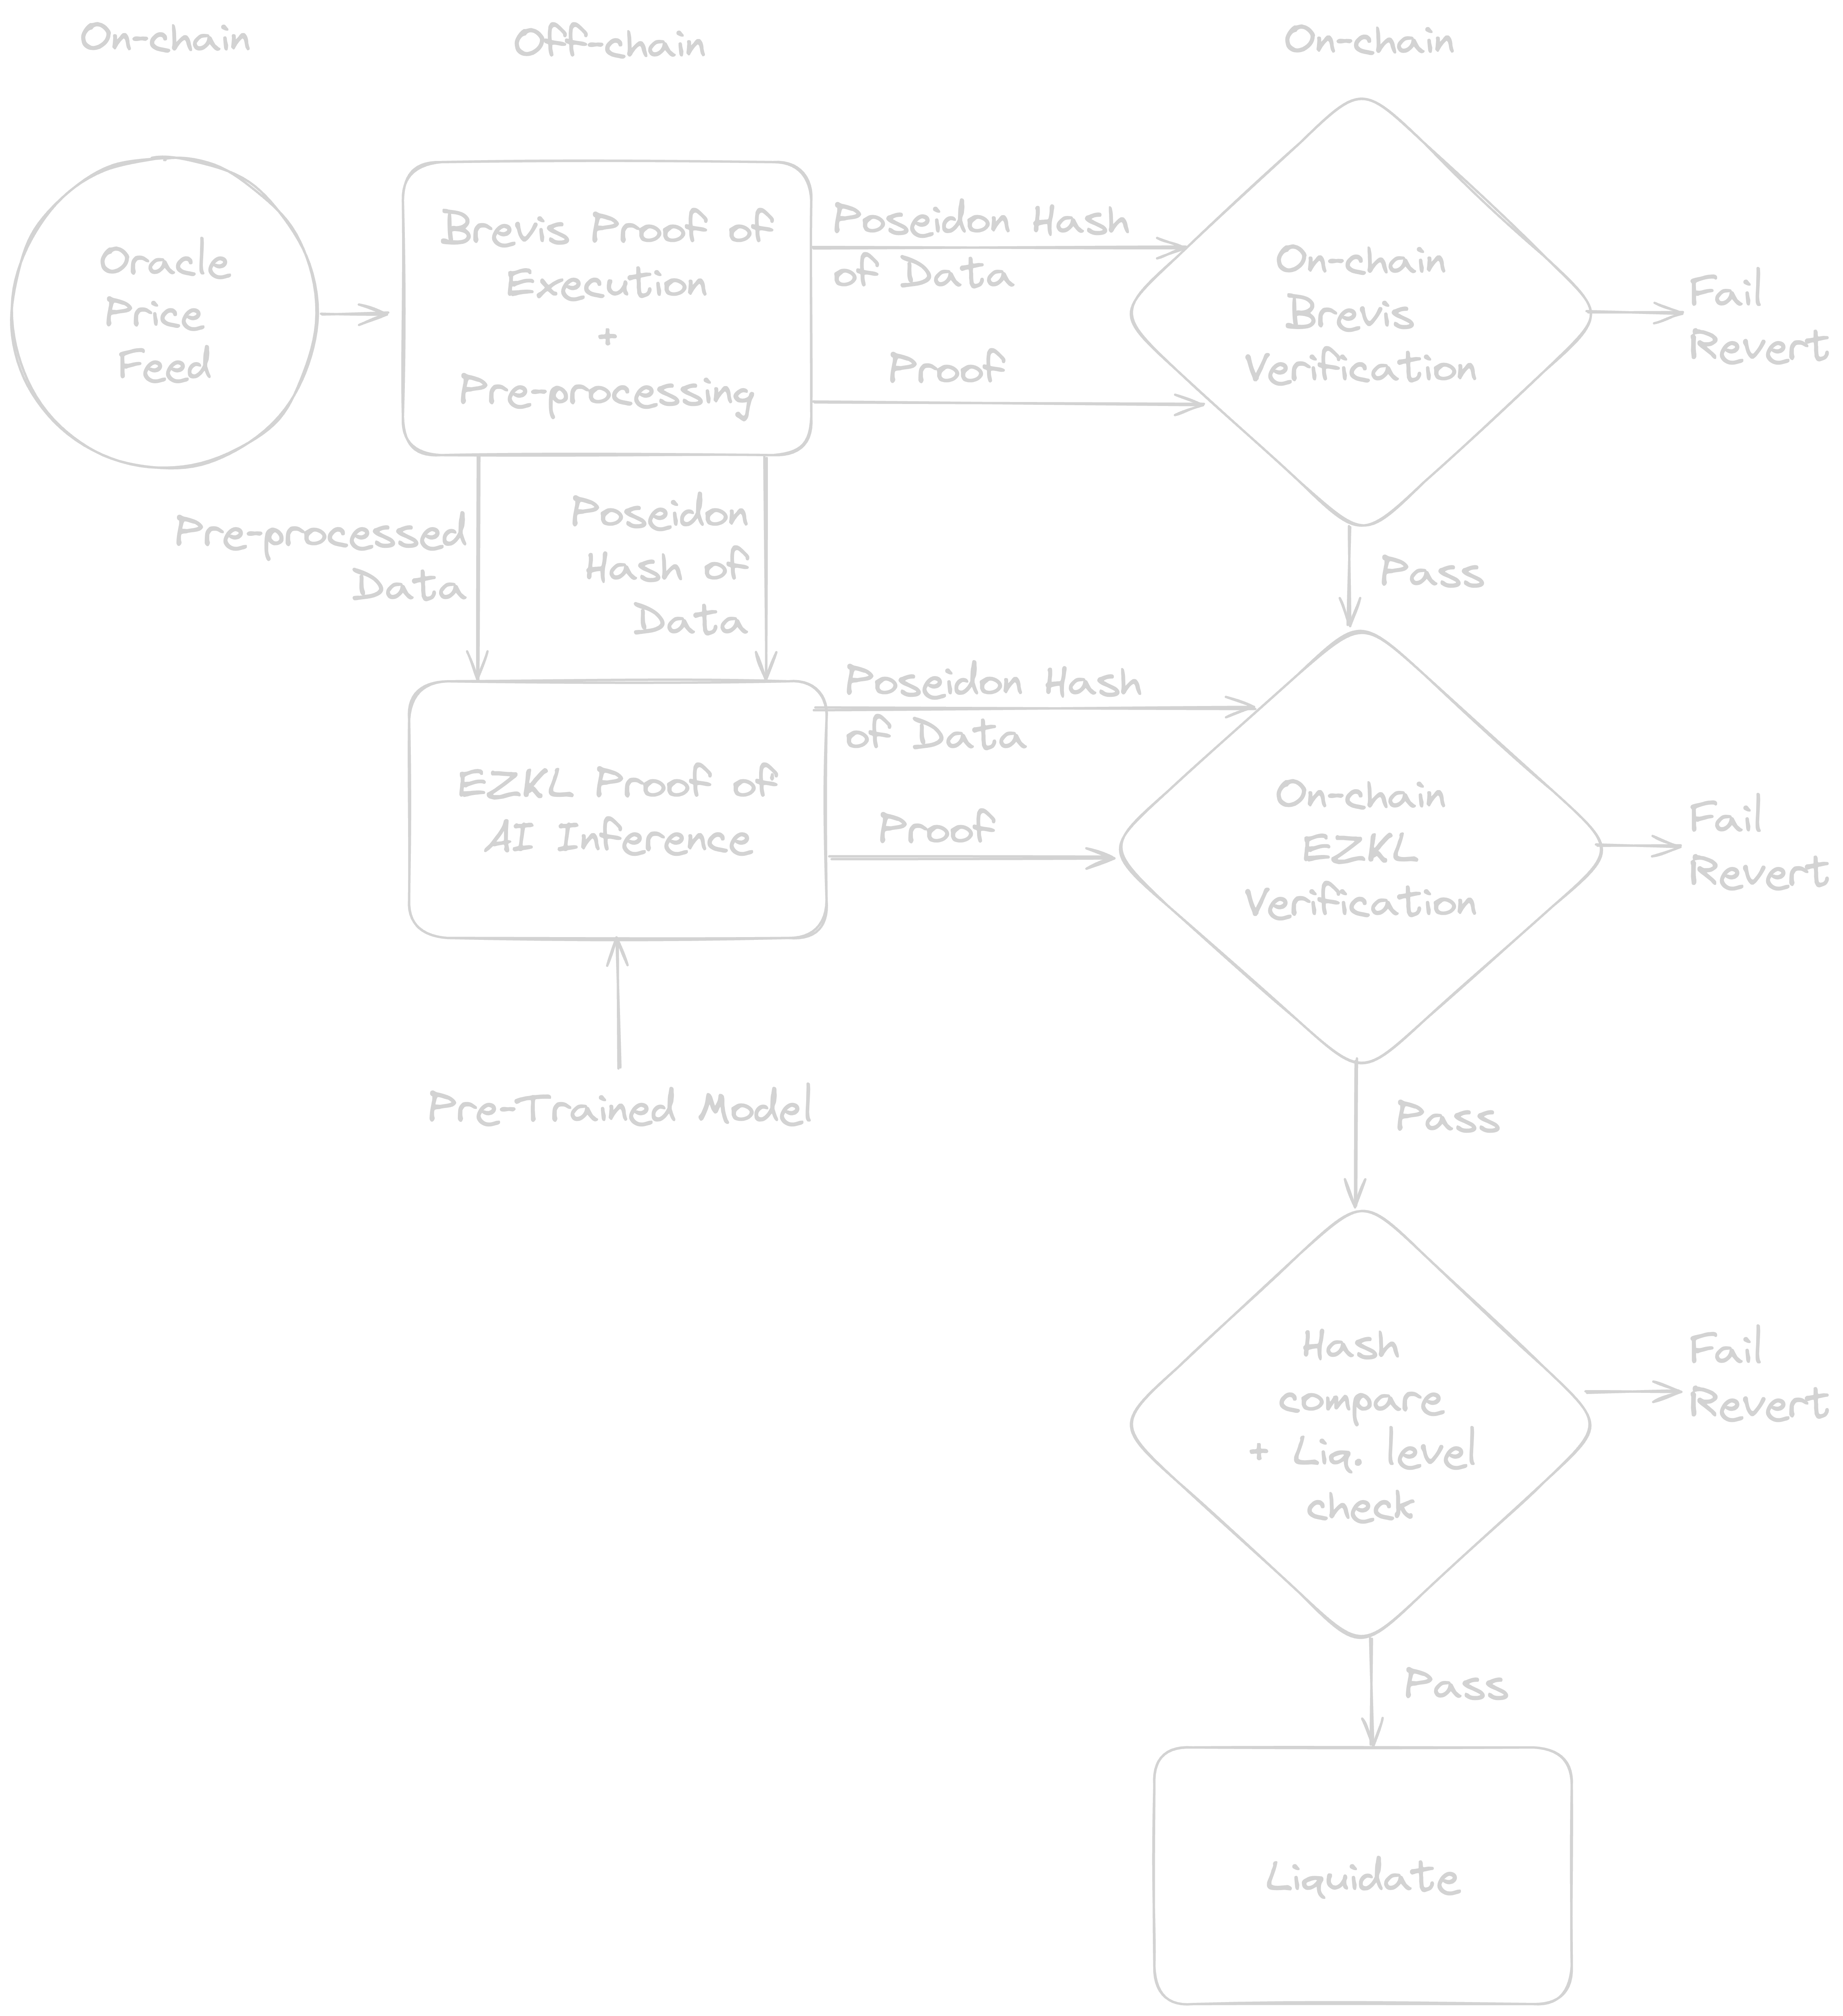 On-chain
Off-chain
On-chain
Oracle
Price
Feed
Brevis Proof of
Execution
+
Pre-processing
Poseidon Hash
of Data
Proof
On-chain
Brevis
Verification
Fail
Revert
Pre-processed
Data
Poseidon
Hash of
Data
Pass
Poseidon Hash
of Data
EZKL Proof of
AI Inference
Proof
On-chain
EZKL
Verification
Fail
Revert
Pre-Trained Model
Pass
Hash
compare
+ Liq. level
check
Fail
Revert
Pass
Liquidate